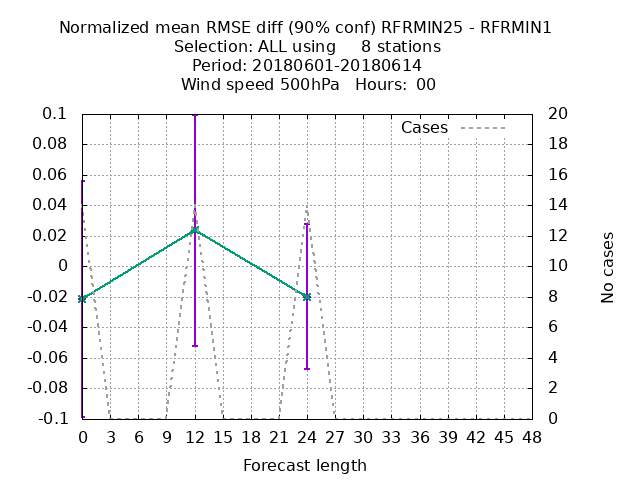 Normalized mean RMSE diff (90% conf) RFRMIN25 - RFRMIN1
Selection: ALL using     8 stations
Period: 20180601-20180614
Wind speed 500hPa   Hours: 00
Cases
0.1
0.08
0.06
0.04
0.02
0
-0.02
-0.04
-0.06
-0.08
-0.1
20
18
16
14
12
10
8
6
4
2
0
No cases
0 3 6 9 12 15 18 21 24 27 30 33 36 39 42 45 48
Forecast length